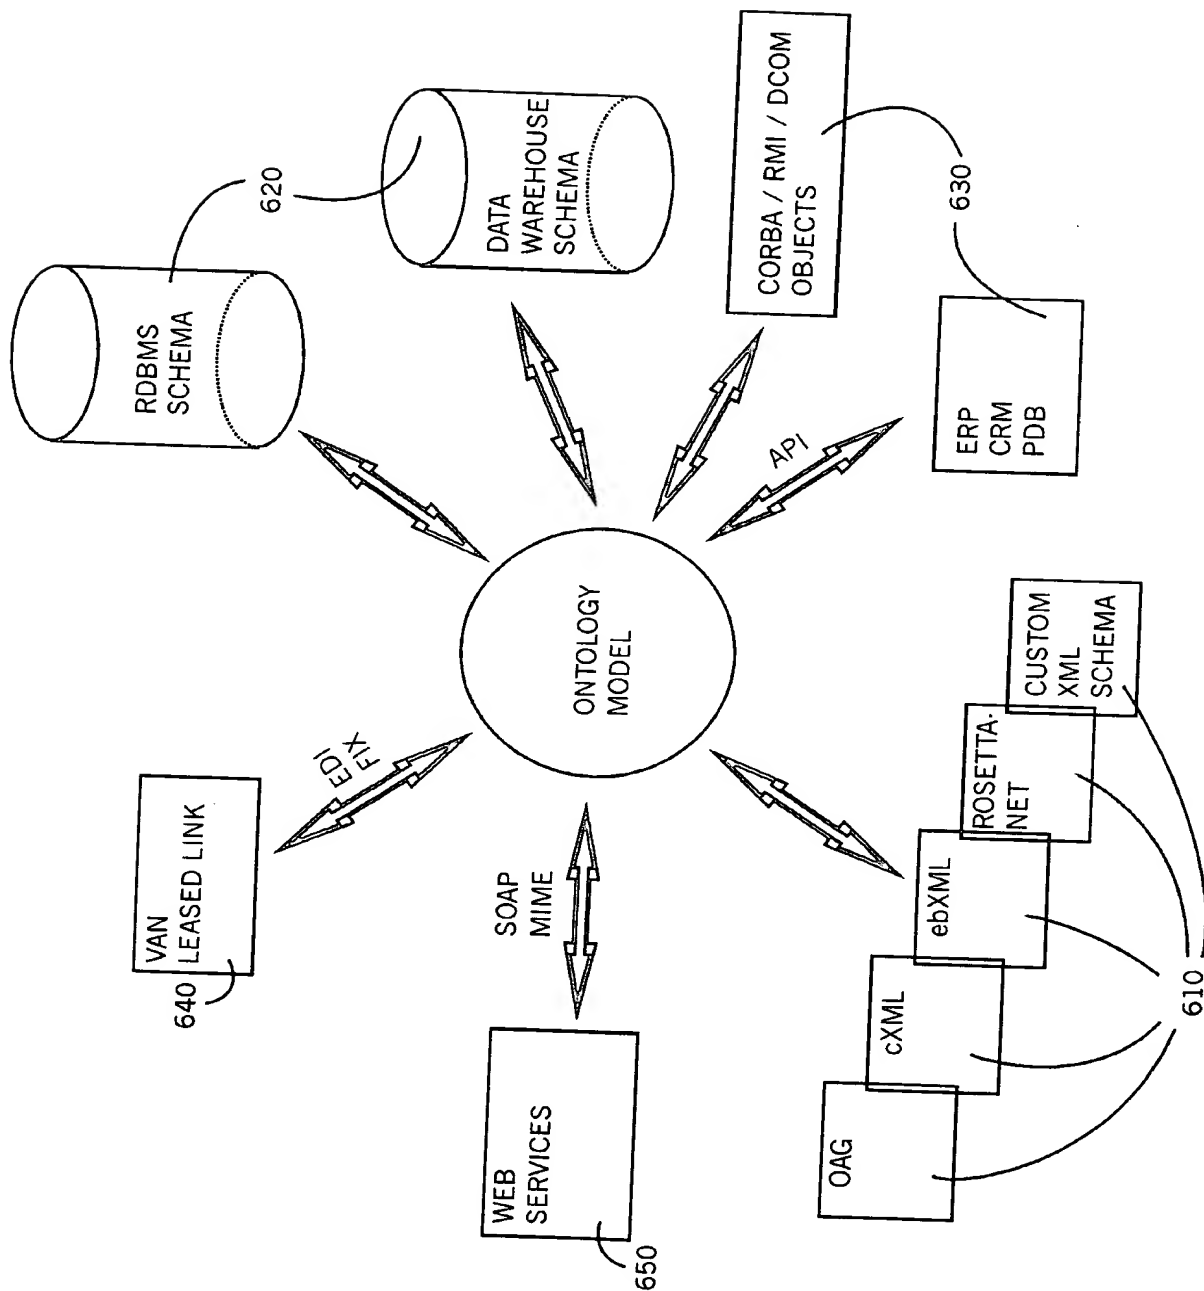 VAN
LEASED LINK
640
EDI
FIX
RDBMS
SCHEMA
620
DATA
WAREHOUSE
SCHEMA
WEB
SERVICES
650
SOAP
MIME
ONTOLOGY
MODEL
CORBA / RMI / DCOM
OBJECTS
API
630
ERP
CRM
PDB
OAG
cXML
ebXML
ROSETTA-
NET
CUSTOM
XML
SCHEMA
610